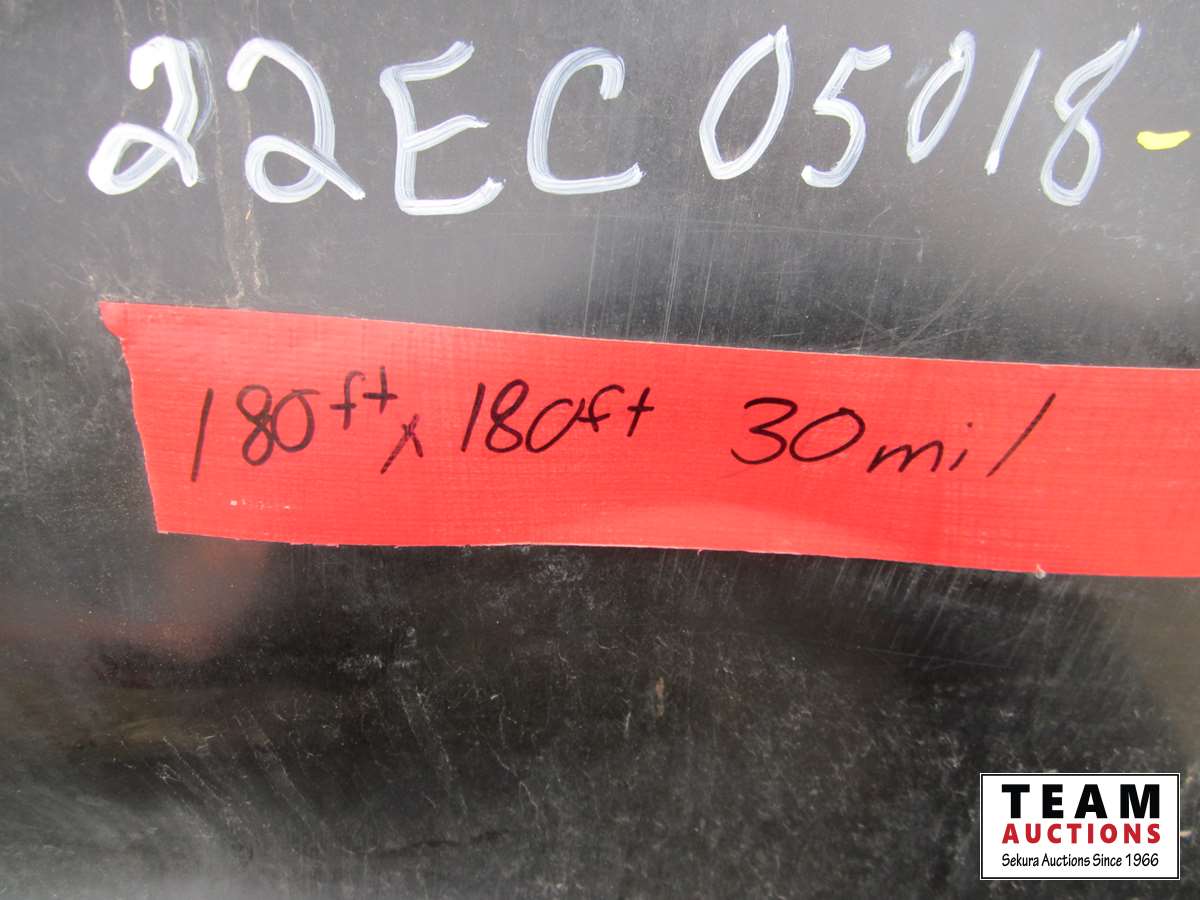 22EC05018-
180ft x 180ft 30mil
TEAM
AUCTIONS
Sekura Auctions Since 1966